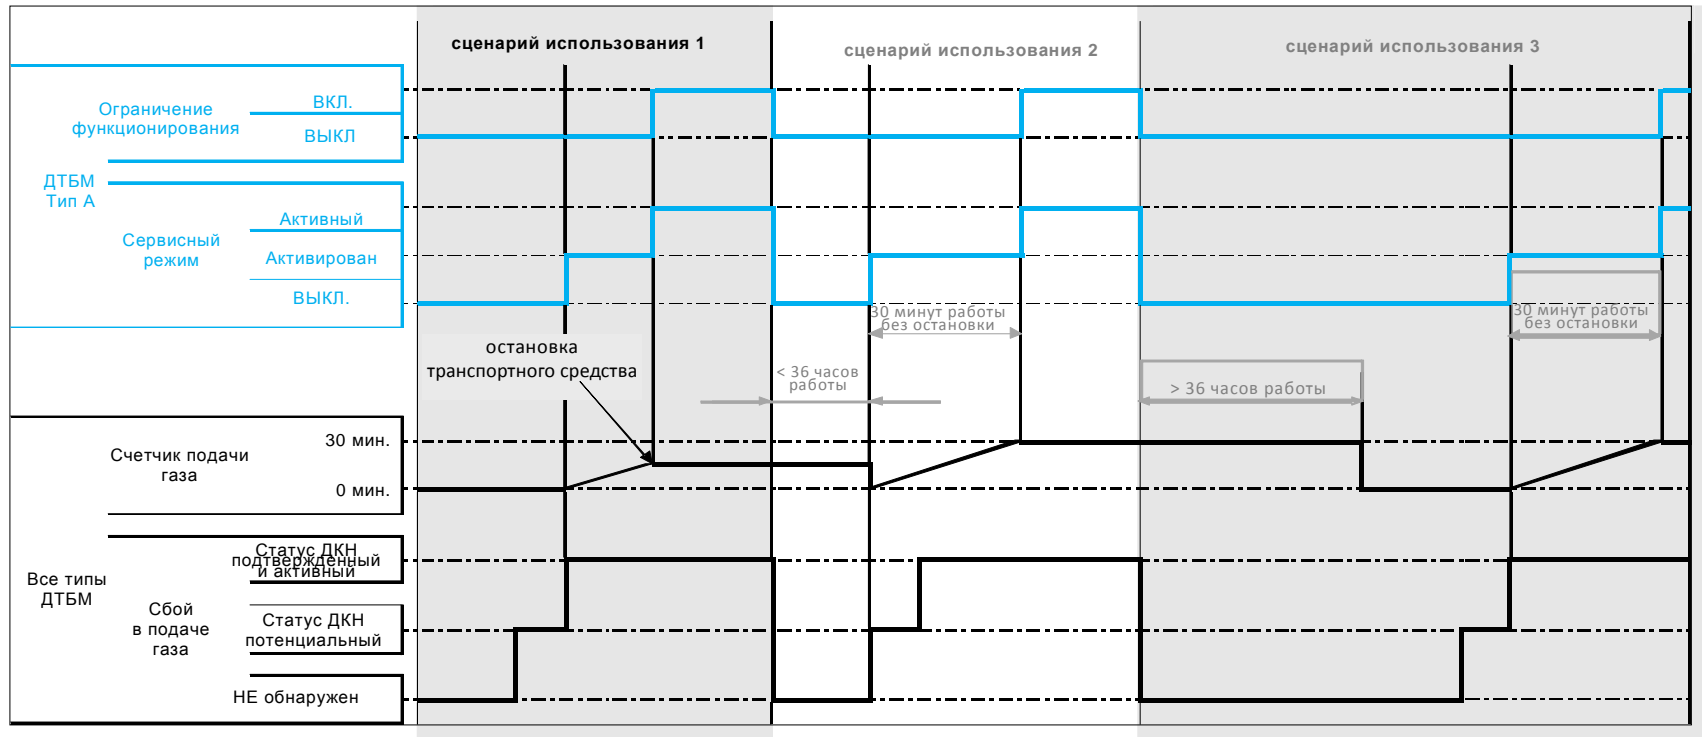 сценарий использования 1
сценарий использования 2
сценарий использования 3
Ограничение
функционирования
ВКЛ.
ВЫКЛ
ДТБМ
Тип А
Сервисный
режим
Активный
Активирован
ВЫКЛ.
30 минут работы
без остановки
30 минут работы
без остановки
остановка
транспортного средства
< 36 часов
работы
> 36 часов работы
Счетчик подачи
газа
30 мин.
0 мин.
Все типы
ДТБМ
Сбой
в подаче
газа
Статус ДКН
подтвержденный
и активный
Статус ДКН
потенциальный
НЕ обнаружен